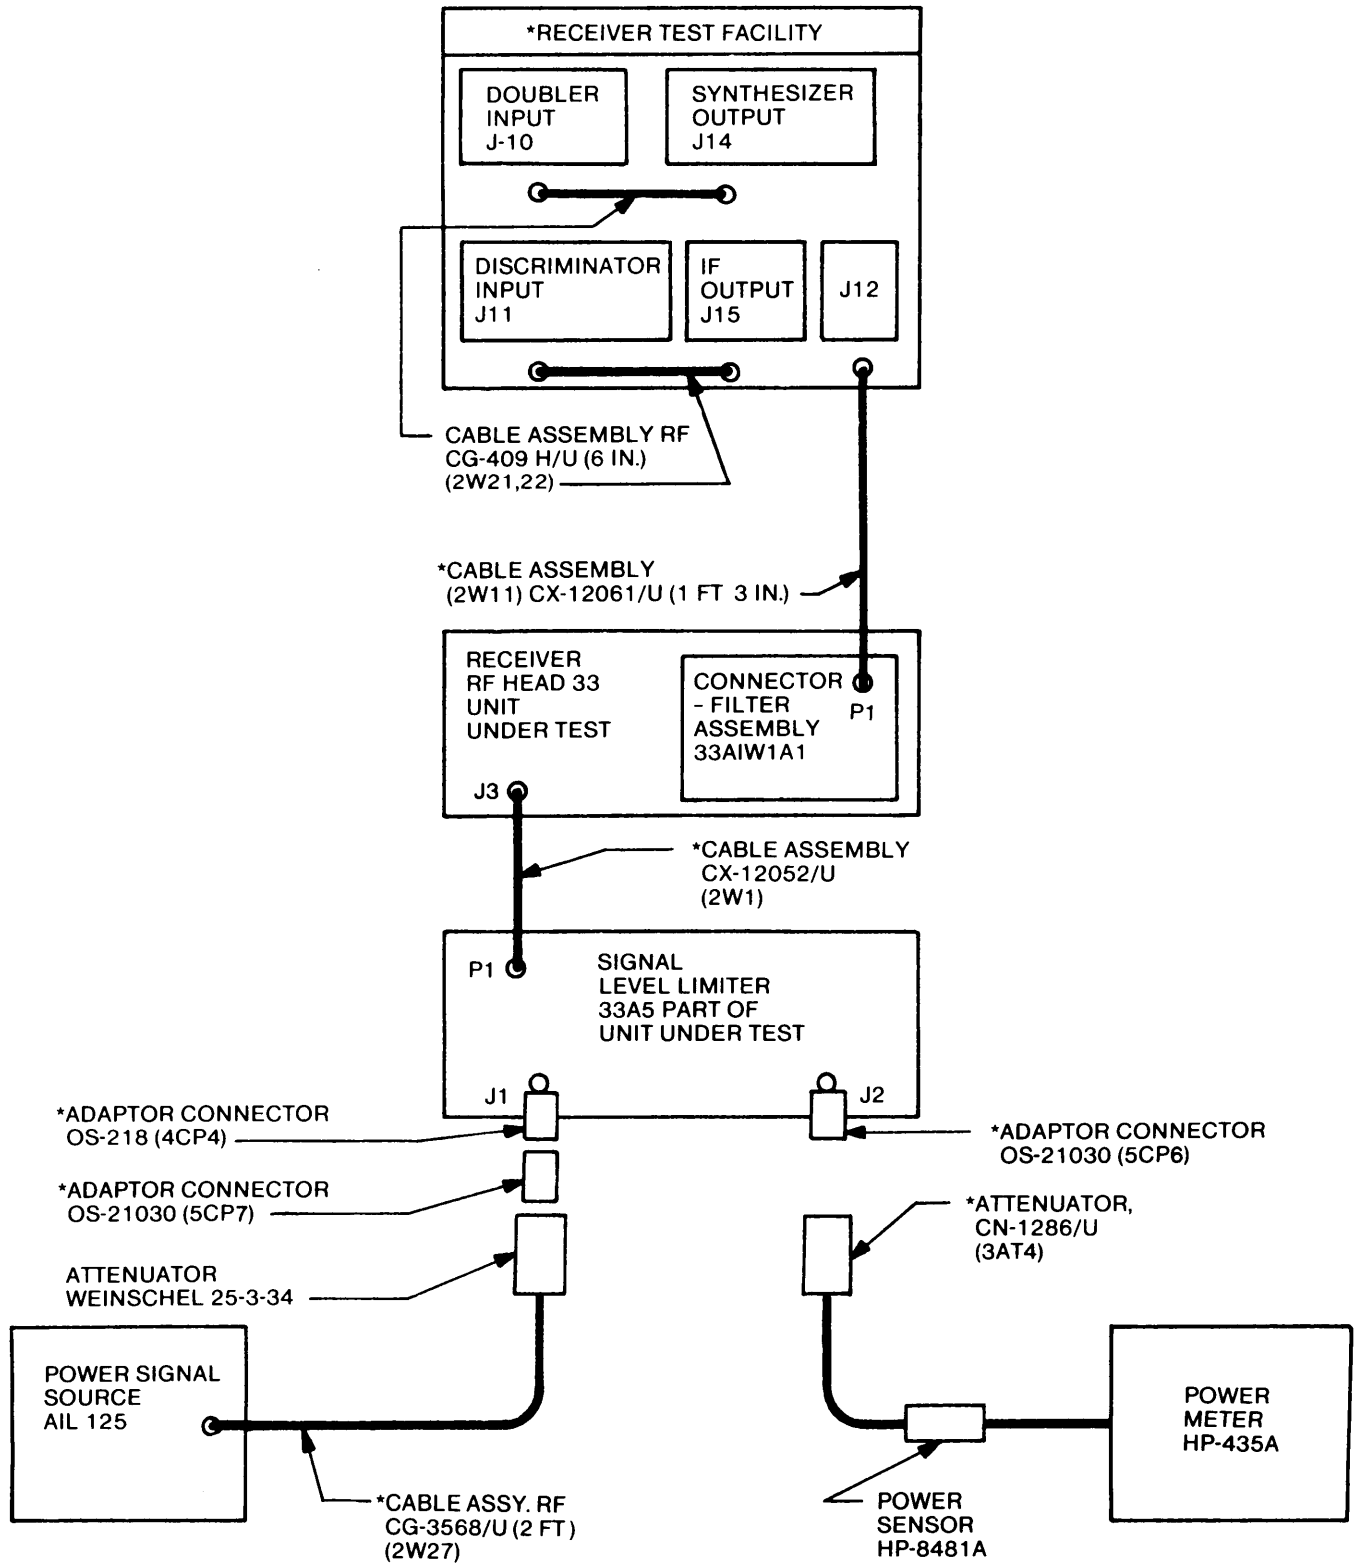 *RECEIVER TEST FACILITY
DOUBLER
INPUT
J-10
SYNTHESIZER
OUTPUT
J14
DISCRIMINATOR
INPUT
J11
IF
OUTPUT
J15
J12
CABLE ASSEMBLY RF
CG-409 H/U (6 IN.)
(2W21,22)
*CABLE ASSEMBLY
(2W11) CX-12061/U (1 FT 3 IN.)
RECEIVER
RF HEAD 33
UNIT
UNDER TEST
CONNECTOR
- FILTER
ASSEMBLY
33AIW1A1
P1
J3
*CABLE ASSEMBLY
CX-12052/U
(2W1)
P1
SIGNAL
LEVEL LIMITER
33A5 PART OF
UNIT UNDER TEST
J1
J2
*ADAPTOR CONNECTOR
OS-218 (4CP4)
*ADAPTOR CONNECTOR
OS-21030 (5CP6)
*ADAPTOR CONNECTOR
OS-21030 (5CP7)
*ATTENUATOR,
CN-1286/U
(3AT4)
ATTENUATOR
WEINSCHEL 25-3-34
POWER SIGNAL
SOURCE
AIL 125
POWER
METER
HP-435A
*CABLE ASSY. RF
CG-3568/U (2 FT)
(2W27)
POWER
SENSOR
HP-8481A